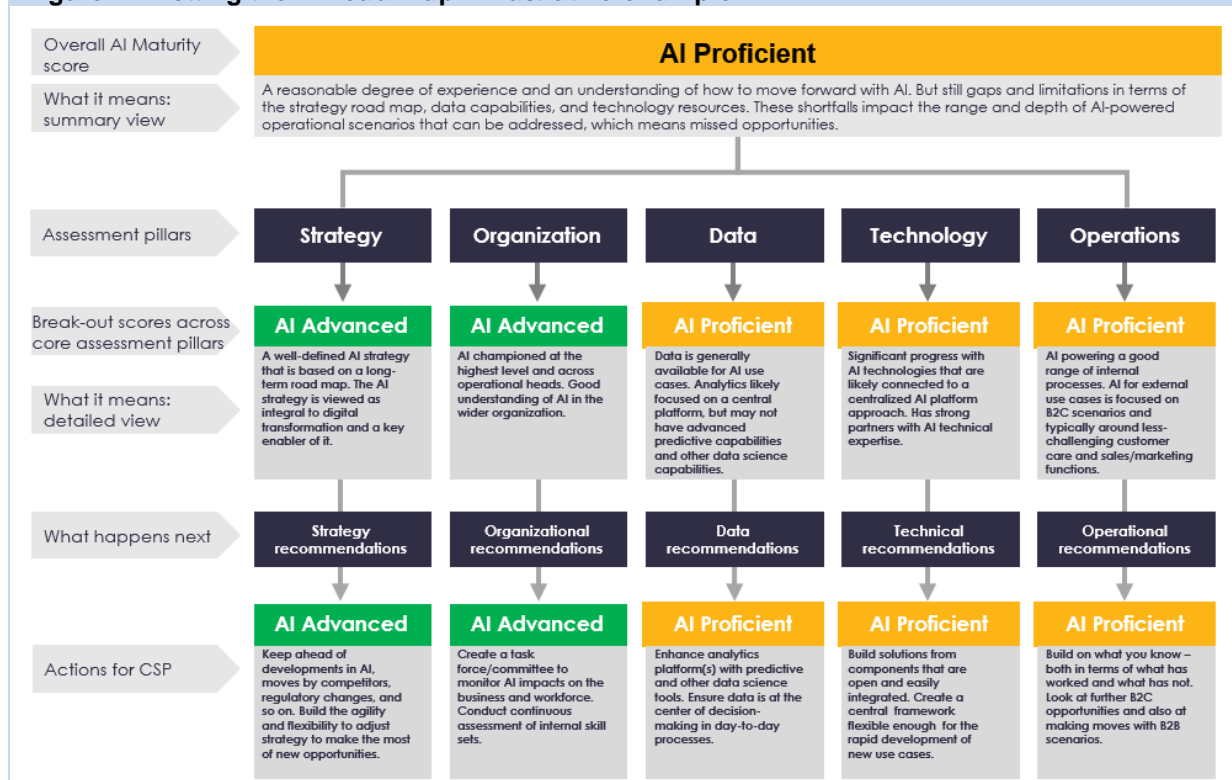 Overall AI Maturity
score
AI Proficient
What it means:
summary view
A reasonable degree of experience and an understanding of how to move forward with AI. But still gaps and limitations in terms of
the strategy road map, data capabilities, and technology resources. These shortfalls impact the range and depth of AI-powered
operational scenarios that can be addressed, which means missed opportunities.
Assessment pillars
Strategy
Organization
Data
Technology
Operations
Break-out scores across
core assessment pillars
What it means:
detailed view
AI Advanced
A well-defined AI strategy
that is based on a long-
term road map. The AI
strategy is viewed as
integral to digital
transformation and a key
enabler of it.
AI Advanced
AI championed at the
highest level and across
operational heads. Good
understanding of AI in the
wider organization.
AI Proficient
Data is generally
available for AI use
cases. Analytics likely
focused on a central
platform, but may not
have advanced
predictive capabilities
and other data science
capabilities.
AI Proficient
Significant progress with
AI technologies that are
likely connected to a
centralized AI platform
approach. Has strong
partners with AI technical
expertise.
AI Proficient
AI powering a good
range of internal
processes. AI for external
use cases is focused on
B2C scenarios and
typically around less-
challenging customer
care and sales/marketing
functions.
What happens next
Strategy
recommendations
Organizational
recommendations
Data
recommendations
Technical
recommendations
Operational
recommendations
Actions for CSP
AI Advanced
Keep ahead of
developments in AI,
moves by competitors,
regulatory changes, and
so on. Build the agility
and flexibility to adjust
strategy to make the most
of new opportunities.
AI Advanced
Create a task
force/committee to
monitor AI impacts on the
business and workforce.
Conduct continuous
assessment of internal skill
sets.
AI Proficient
Enhance analytics
platform(s) with predictive
and other data science
tools. Ensure data is at the
center of decision-
making in day-to-day
processes.
AI Proficient
Build solutions from
components that are
open and easily
integrated. Create a
central framework
flexible enough for the
rapid development of
new use cases.
AI Proficient
Build on what you know –
both in terms of what has
worked and what has not.
Look at further B2C
opportunities and also at
making moves with B2B
scenarios.